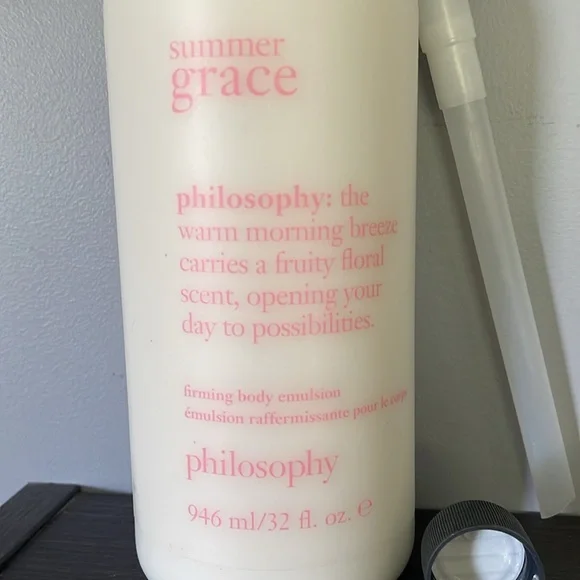 summer
grace
philosophy: the
warm morning breeze
carries a fruity floral
scent, opening your
day to possibilities.
firming body emulsion
émulsion raffermissante pour le corps
philosophy
946 ml/32 fl. oz. ℮